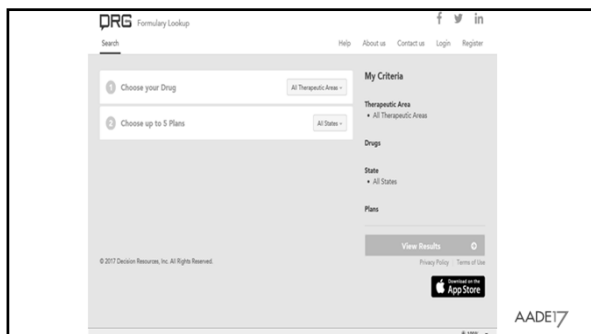 DRG Formulary Lookup
Search
Help About us Contact us Login Register
1 Choose your Drug
All Therapeutic Areas
2 Choose up to 5 Plans
All States
My Criteria
Therapeutic Area
• All Therapeutic Areas
Drugs
State
• All States
Plans
View Results
Privacy Policy | Terms of Use
© 2017 Decision Resources, Inc. All Rights Reserved.
Download on the
App Store
AADE17